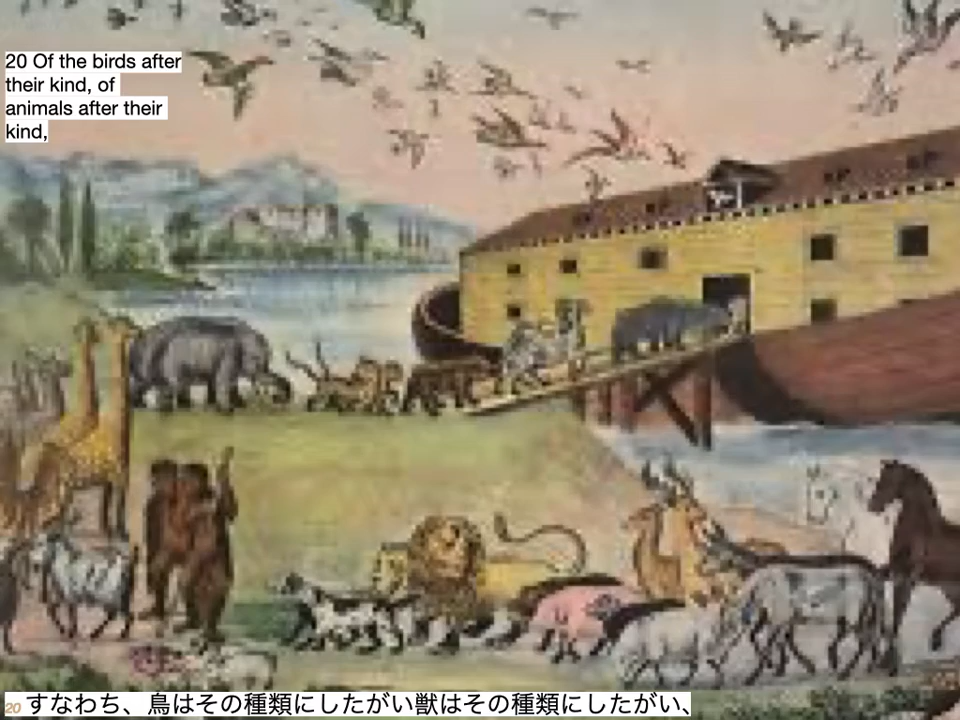 20 Of the birds after
their kind, of
animals after their
kind,
20 すなわち、鳥はその種類にしたがい獣はその種類にしたがい、